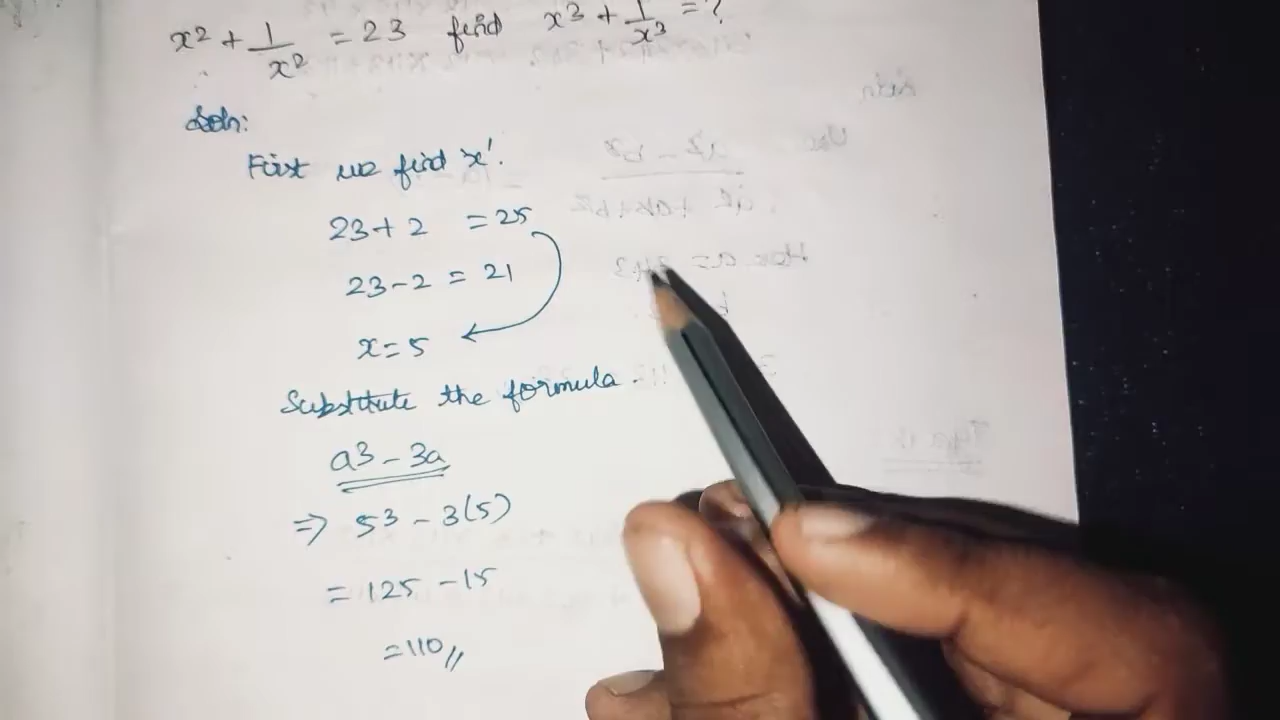 x² + 1/x² = 23 find x³ + 1/x³ = ?
Soln:
First we find 'x'.
23 + 2 = 25
23 - 2 = 21
x = 5
Substitute the formula.
a3 - 3a
⇒ 5³ - 3(5)
= 125 - 15
= 110 //